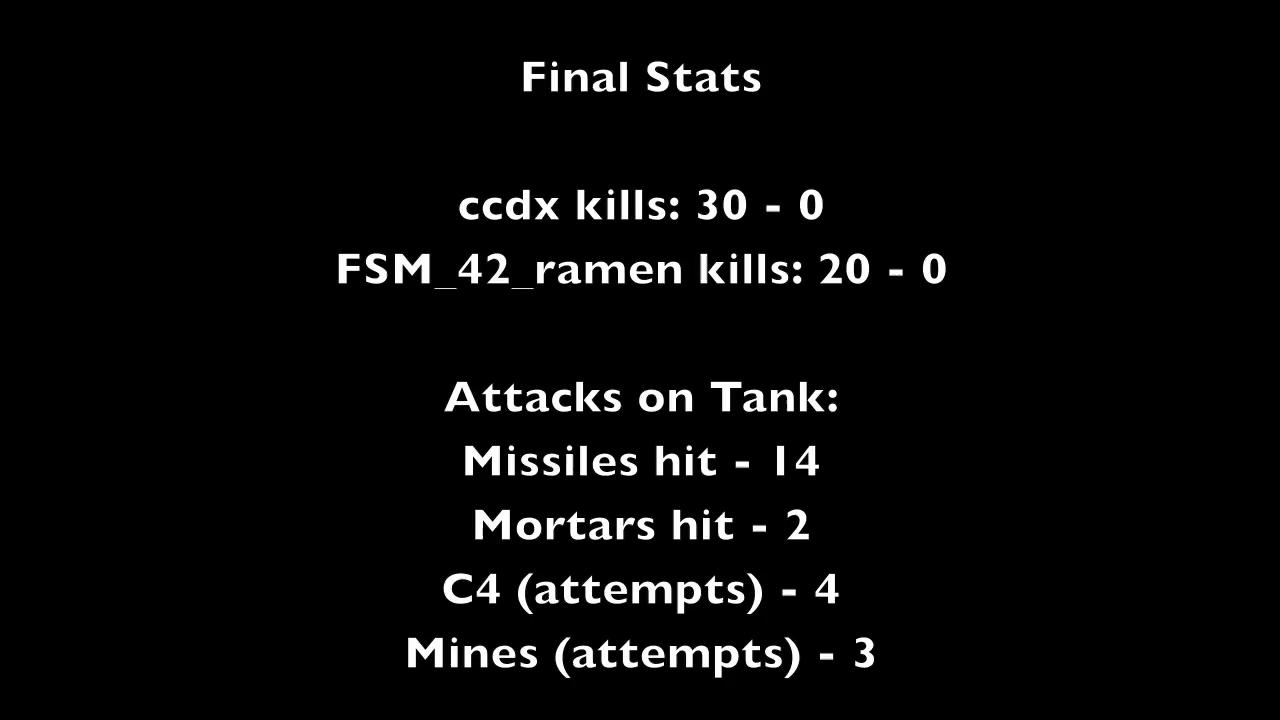 Final Stats
ccdx kills: 30 - 0
FSM_42_ramen kills: 20 - 0
Attacks on Tank:
Missiles hit - 14
Mortars hit - 2
C4 (attempts) - 4
Mines (attempts) - 3